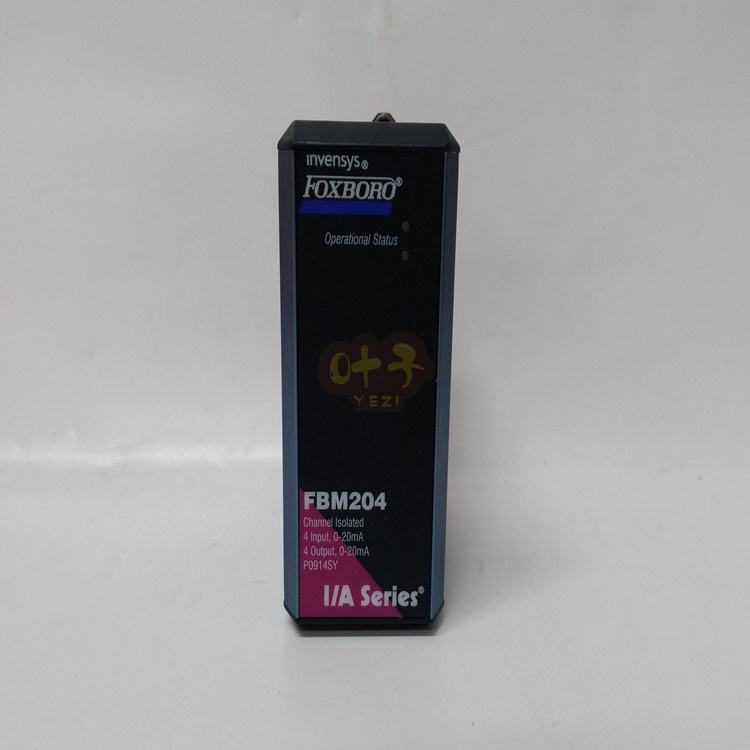 invensys®
FOXBORO®
Operational Status
叶子
YEZI
FBM204
Channel Isolated
4 Input, 0-20mA
4 Output, 0-20mA
P0914SY
I/A Series®